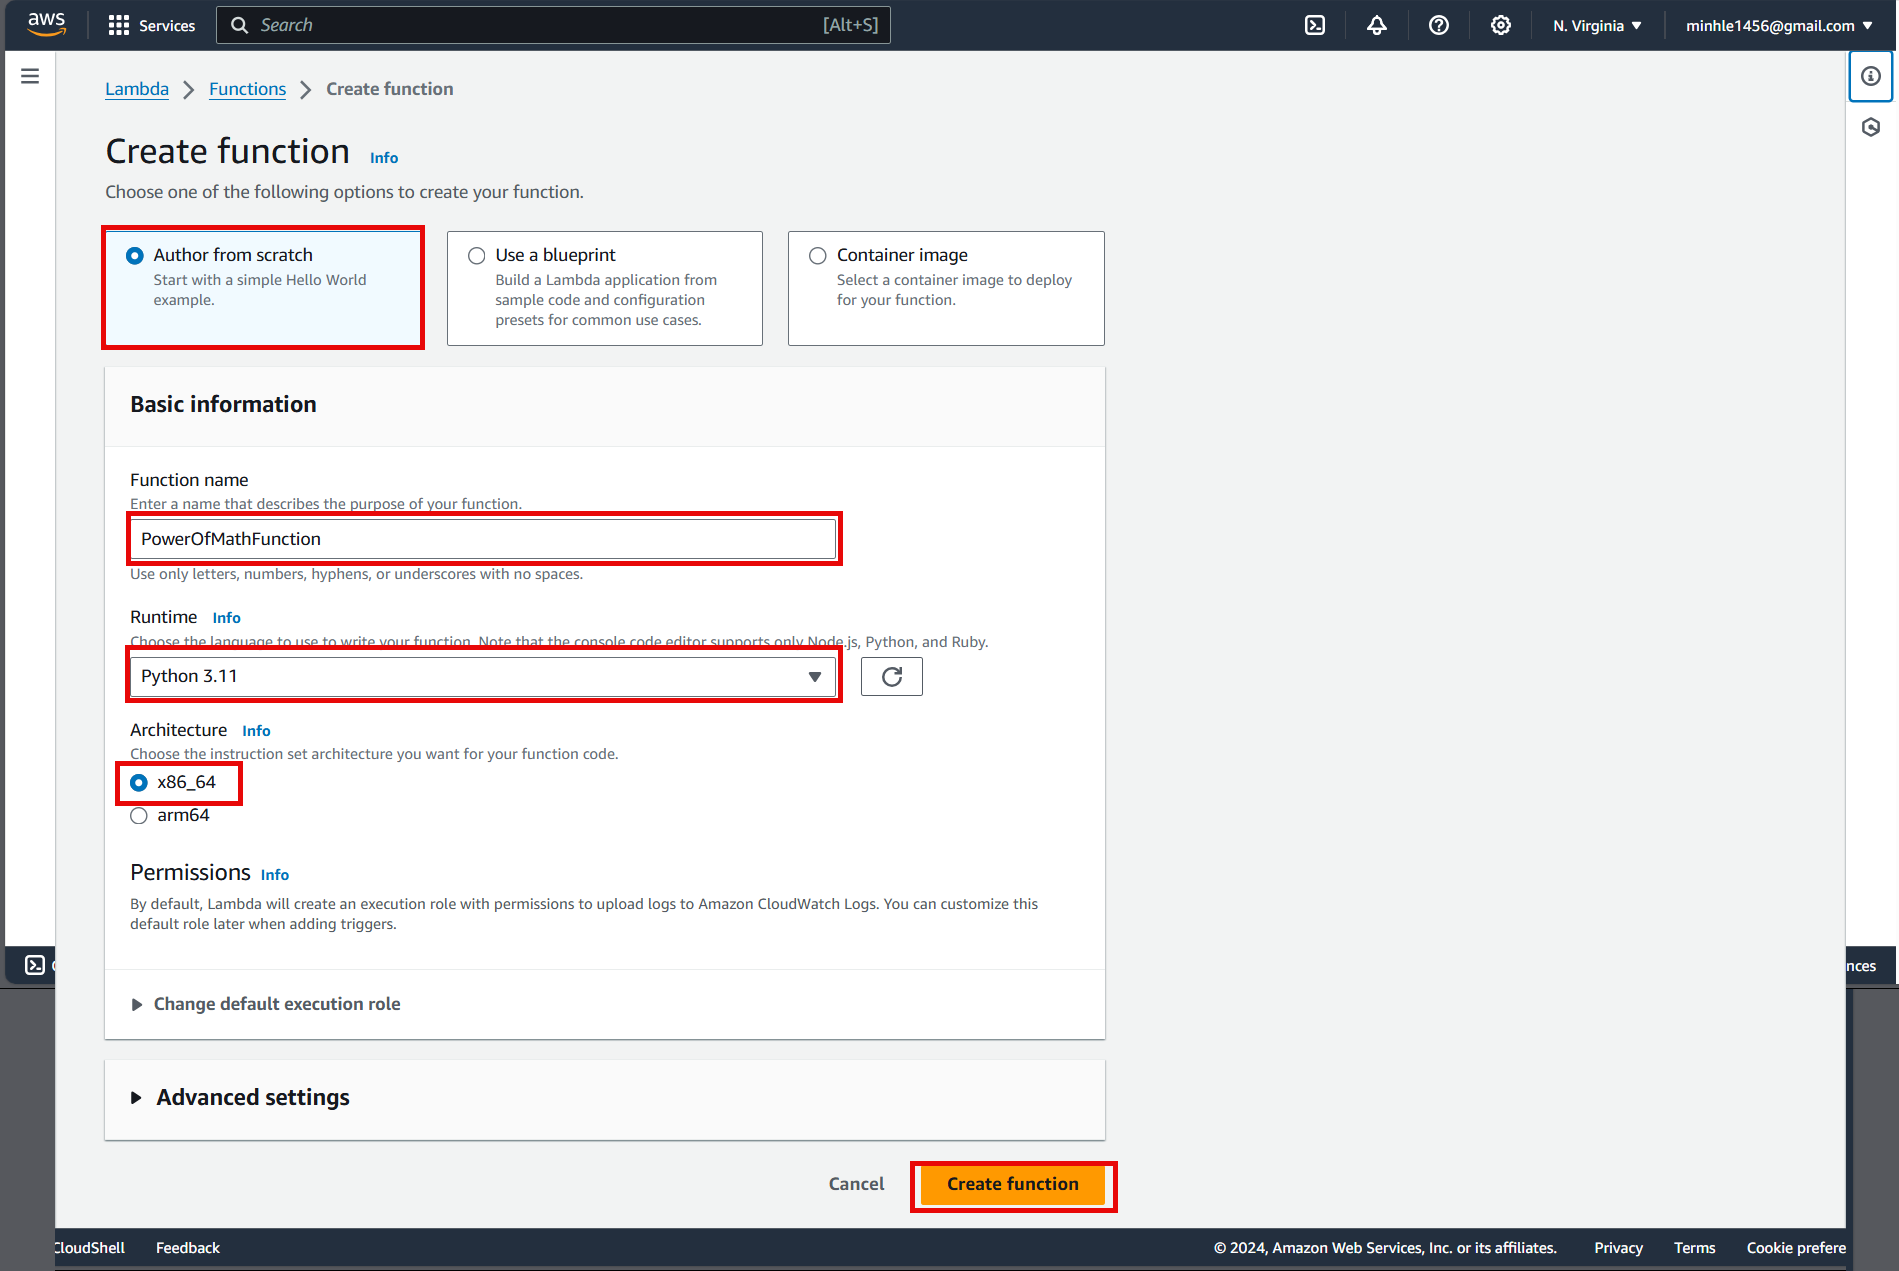 aws Services Search [Alt+S] N. Virginia minhle1456@gmail.com
Lambda Functions Create function
Create function Info
Choose one of the following options to create your function.
Author from scratch
Start with a simple Hello World
example.
Use a blueprint
Build a Lambda application from
sample code and configuration
presets for common use cases.
Container image
Select a container image to deploy
for your function.
Basic information
Function name
Enter a name that describes the purpose of your function.
PowerOfMathFunction
Use only letters, numbers, hyphens, or underscores with no spaces.
Runtime Info
Choose the language to use to write your function. Note that the console code editor supports only Node.js, Python, and Ruby.
Python 3.11
Architecture Info
Choose the instruction set architecture you want for your function code.
x86_64
arm64
Permissions Info
By default, Lambda will create an execution role with permissions to upload logs to Amazon CloudWatch Logs. You can customize this
default role later when adding triggers.
nces
Change default execution role
Advanced settings
Cancel Create function
CloudShell Feedback © 2024, Amazon Web Services, Inc. or its affiliates. Privacy Terms Cookie prefere